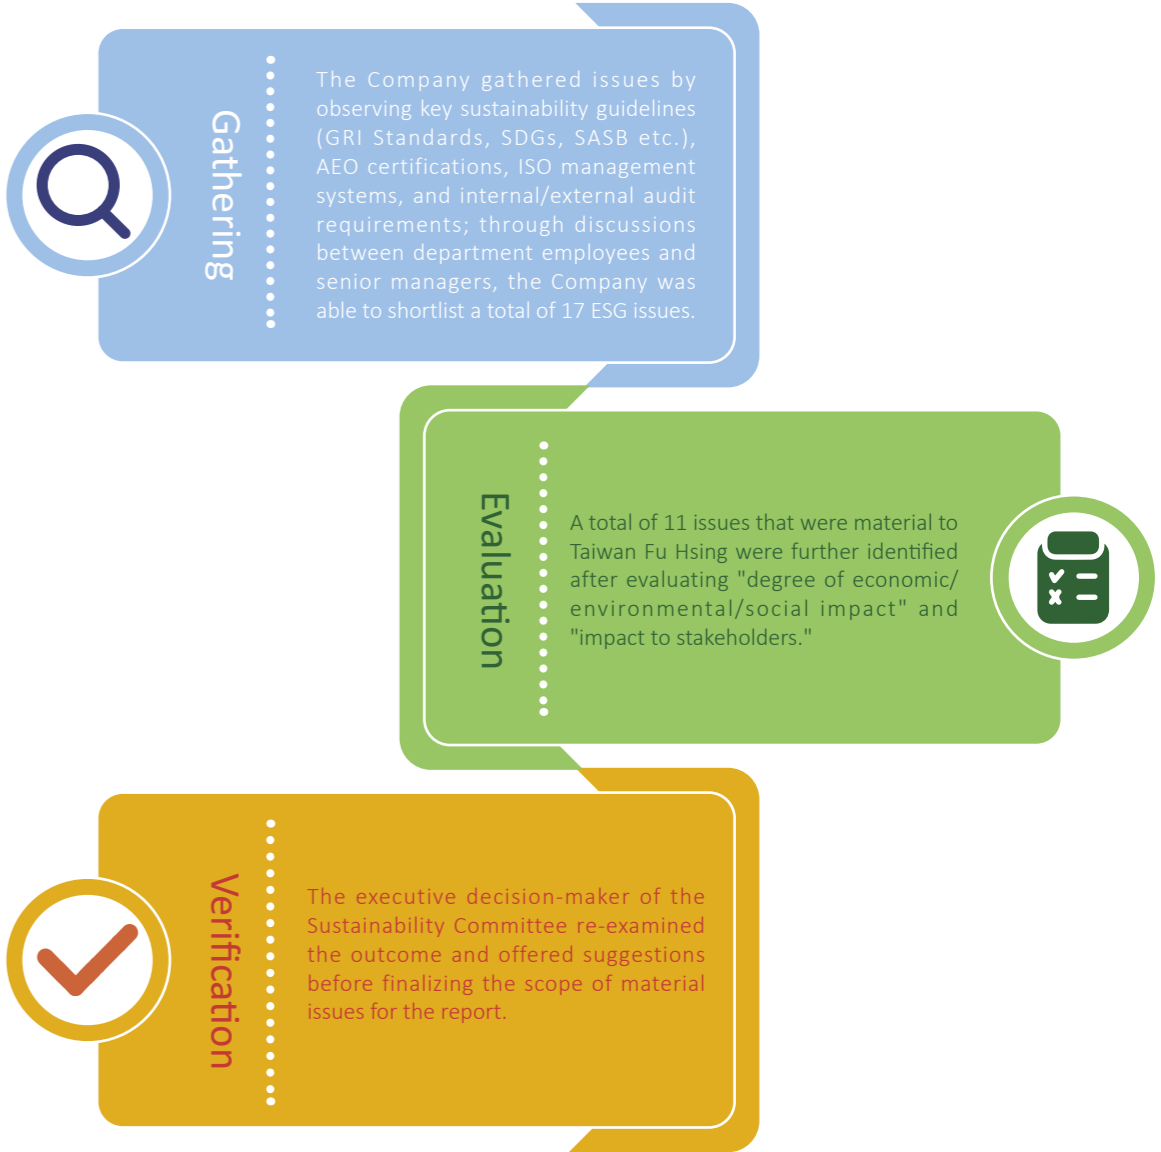 Gathering
The Company gathered issues by
observing key sustainability guidelines
(GRI Standards, SDGs, SASB etc.),
AEO certifications, ISO management
systems, and internal/external audit
requirements; through discussions
between department employees and
senior managers, the Company was
able to shortlist a total of 17 ESG issues.
Evaluation
A total of 11 issues that were material to
Taiwan Fu Hsing were further identified
after evaluating "degree of economic/
environmental/social impact" and
"impact to stakeholders."
Verification
The executive decision-maker of the
Sustainability Committee re-examined
the outcome and offered suggestions
before finalizing the scope of material
issues for the report.